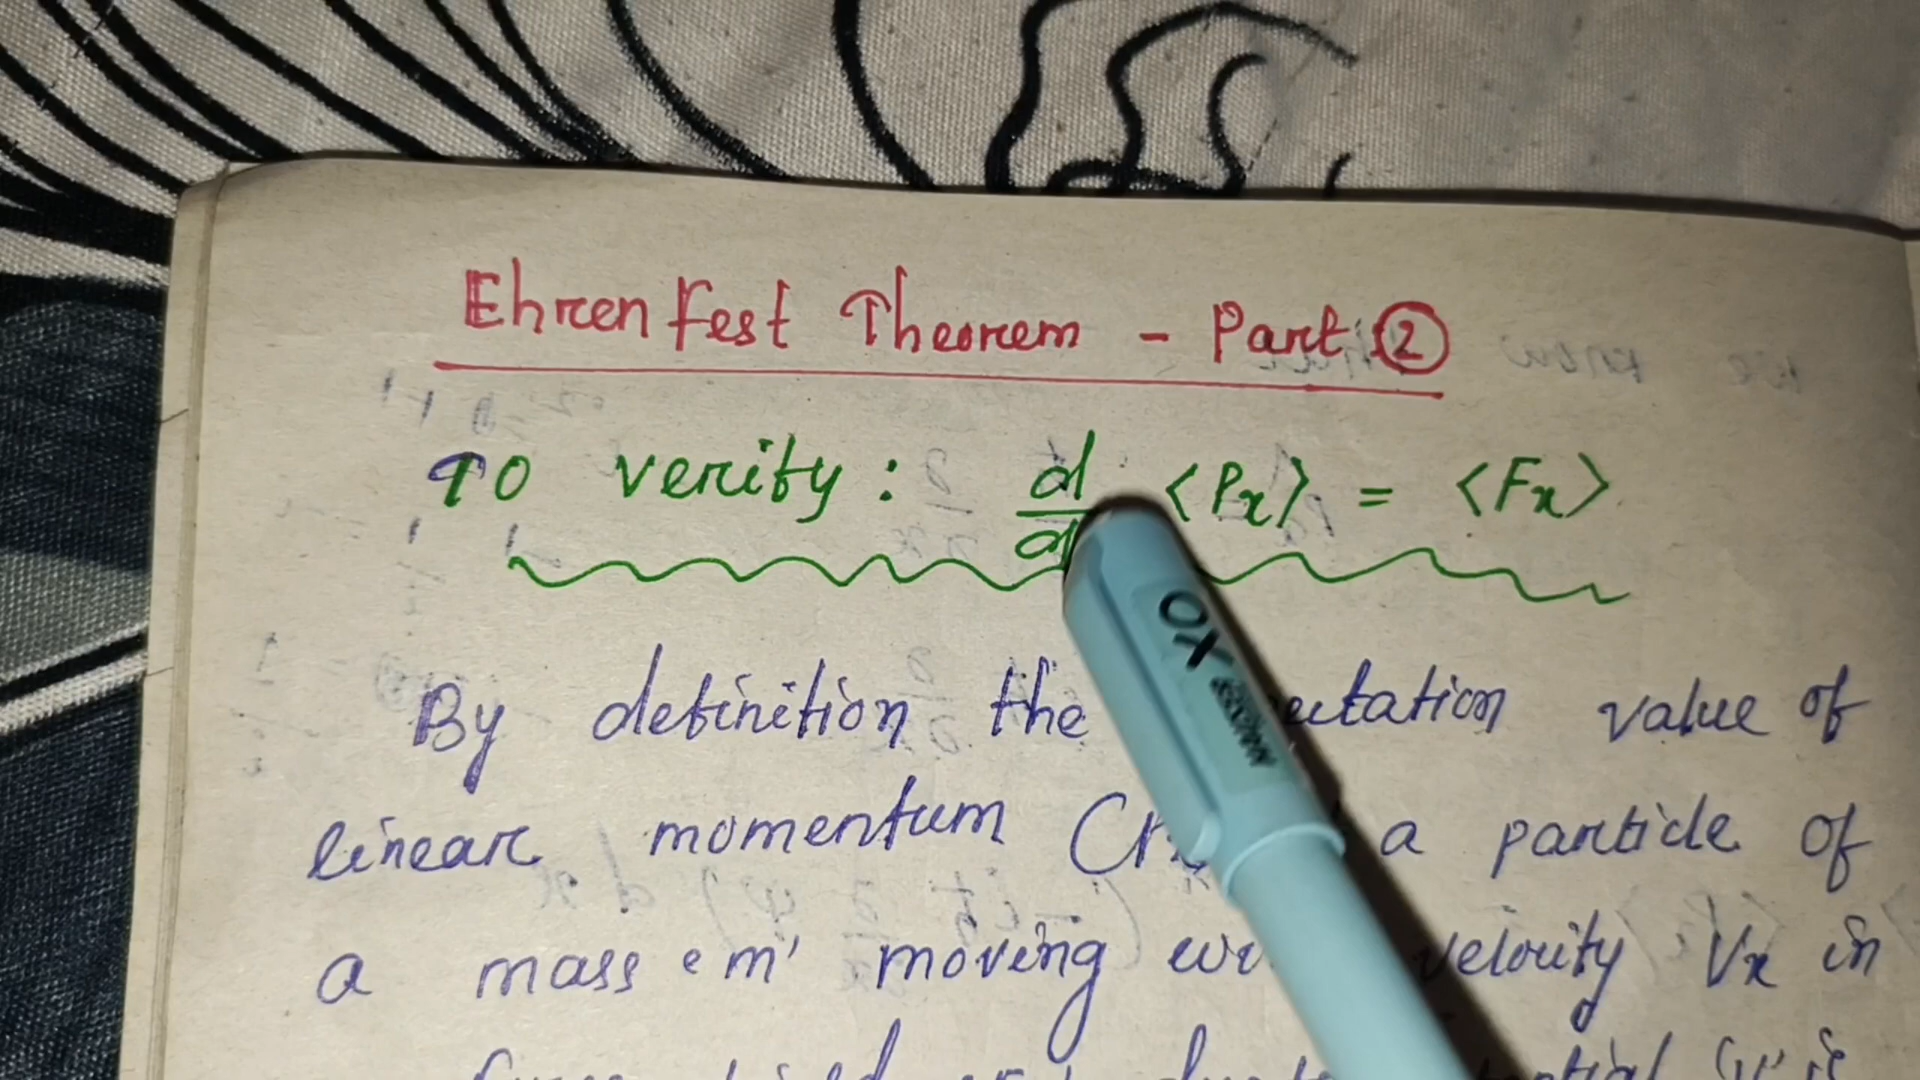 Ehrenfest Theorem - Part ②
To verify: d/d ⟨Px⟩ = ⟨Fx⟩
By definition the value of
linear momentum a particle of
a mass 'm' moving velocity Vx in
OX